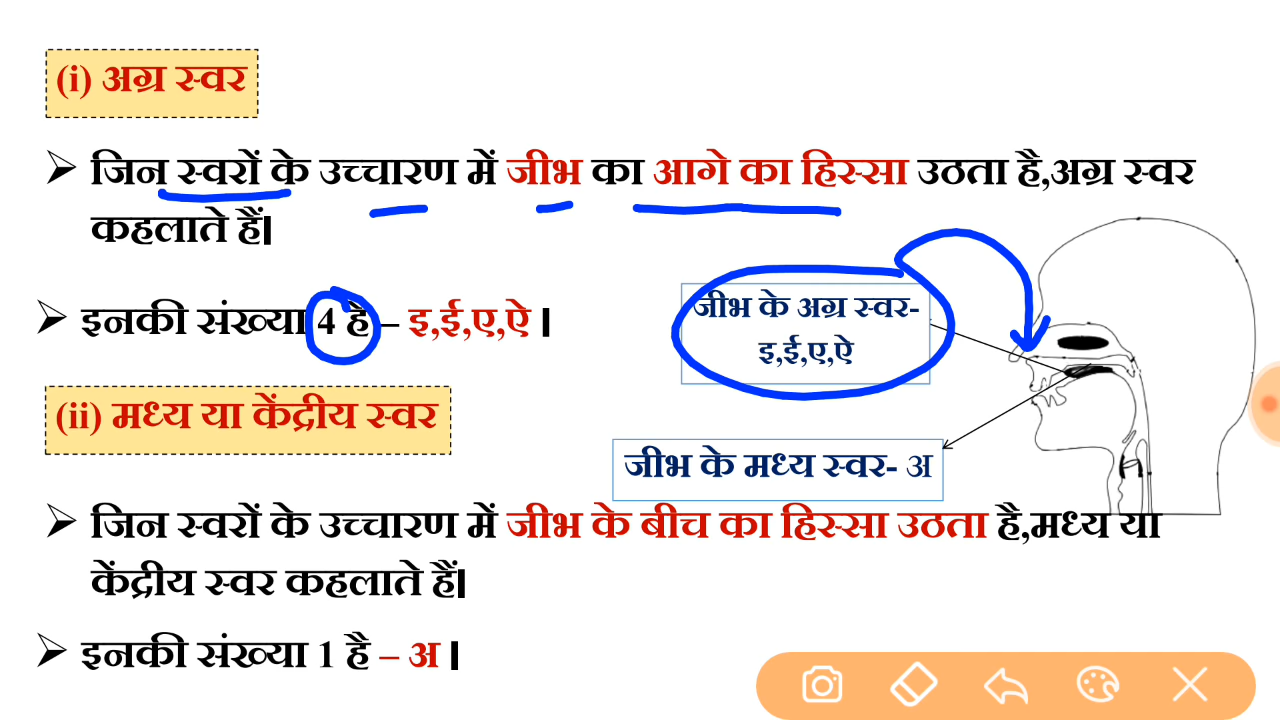 (i) अग्र स्वर
जिन स्वरों के उच्चारण में जीभ का आगे का हिस्सा उठता है,अग्र स्वर
कहलाते हैं।
इनकी संख्या 4 है – इ,ई,ए,ऐ ।
जीभ के अग्र स्वर-
इ,ई,ए,ऐ
(ii) मध्य या केंद्रीय स्वर
जीभ के मध्य स्वर- अ
जिन स्वरों के उच्चारण में जीभ के बीच का हिस्सा उठता है,मध्य या
केंद्रीय स्वर कहलाते हैं।
इनकी संख्या 1 है – अ ।